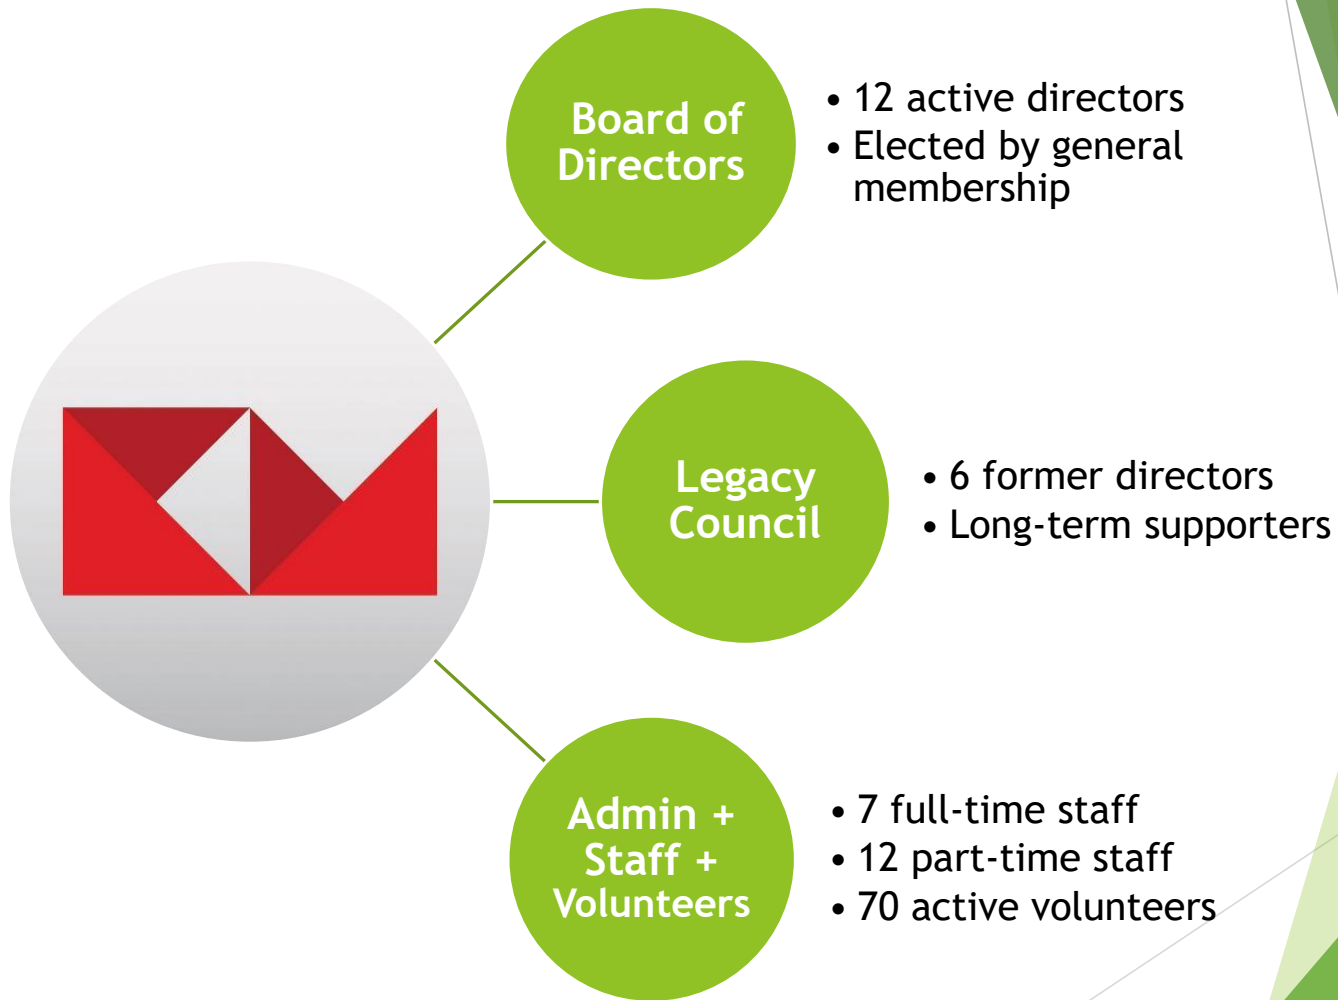 Board of
Directors
• 12 active directors
• Elected by general
membership
Legacy
Council
• 6 former directors
• Long-term supporters
Admin +
Staff +
Volunteers
• 7 full-time staff
• 12 part-time staff
• 70 active volunteers